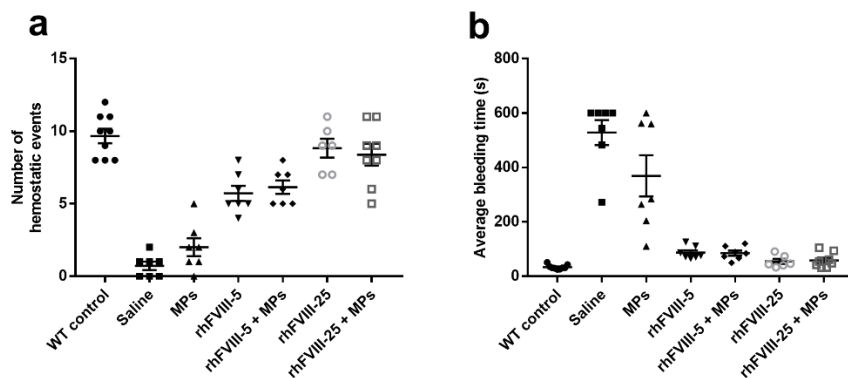 a
Number of
hemostatic events
15
10
5
0
WT control
Saline
MPs
rhFVIII-5
rhFVIII-5 + MPs
rhFVIII-25
rhFVIII-25 + MPs
b
Average bleeding time (s)
800
600
400
200
0
WT control
Saline
MPs
rhFVIII-5
rhFVIII-5 + MPs
rhFVIII-25
rhFVIII-25 + MPs